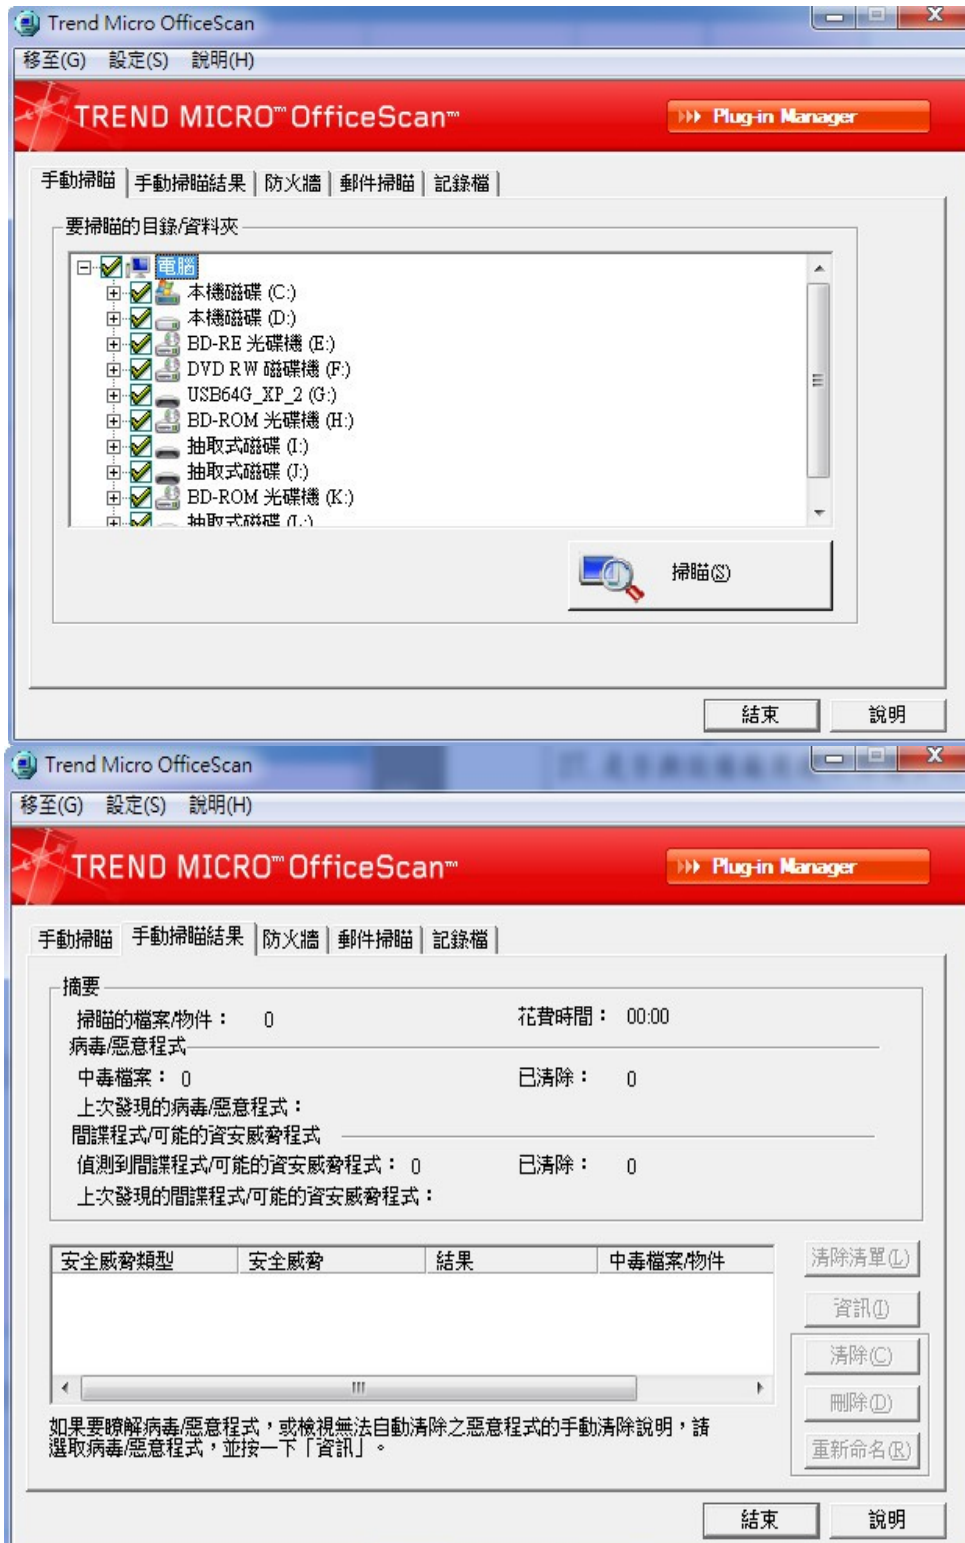 Trend Micro OfficeScan
移至(G) 設定(S) 說明(H)
TREND MICRO™ OfficeScan™
Plug-in Manager
手動掃瞄 手動掃瞄結果 防火牆 郵件掃瞄 記錄檔
要掃瞄的目錄/資料夾
電腦
本機磁碟 (C:)
本機磁碟 (D:)
BD-RE 光碟機 (E:)
DVD RW 磁碟機 (F:)
USB64G_XP_2 (G:)
BD-ROM 光碟機 (H:)
抽取式磁碟 (I:)
抽取式磁碟 (J:)
BD-ROM 光碟機 (K:)
抽取式磁碟 (L:)
掃瞄(S)
結束 說明
Trend Micro OfficeScan
移至(G) 設定(S) 說明(H)
TREND MICRO™ OfficeScan™
Plug-in Manager
手動掃瞄 手動掃瞄結果 防火牆 郵件掃瞄 記錄檔
摘要
掃瞄的檔案/物件： 0 花費時間： 00:00
病毒/惡意程式
中毒檔案： 0 已清除： 0
上次發現的病毒/惡意程式：
間諜程式/可能的資安威脅程式
偵測到間諜程式/可能的資安威脅程式： 0 已清除： 0
上次發現的間諜程式/可能的資安威脅程式：
安全威脅類型 安全威脅 結果 中毒檔案/物件
清除清單(L)
資訊(I)
清除(C)
刪除(D)
重新命名(R)
如果要瞭解病毒/惡意程式，或檢視無法自動清除之惡意程式的手動清除說明，請
選取病毒/惡意程式，並按一下「資訊」。
結束 說明